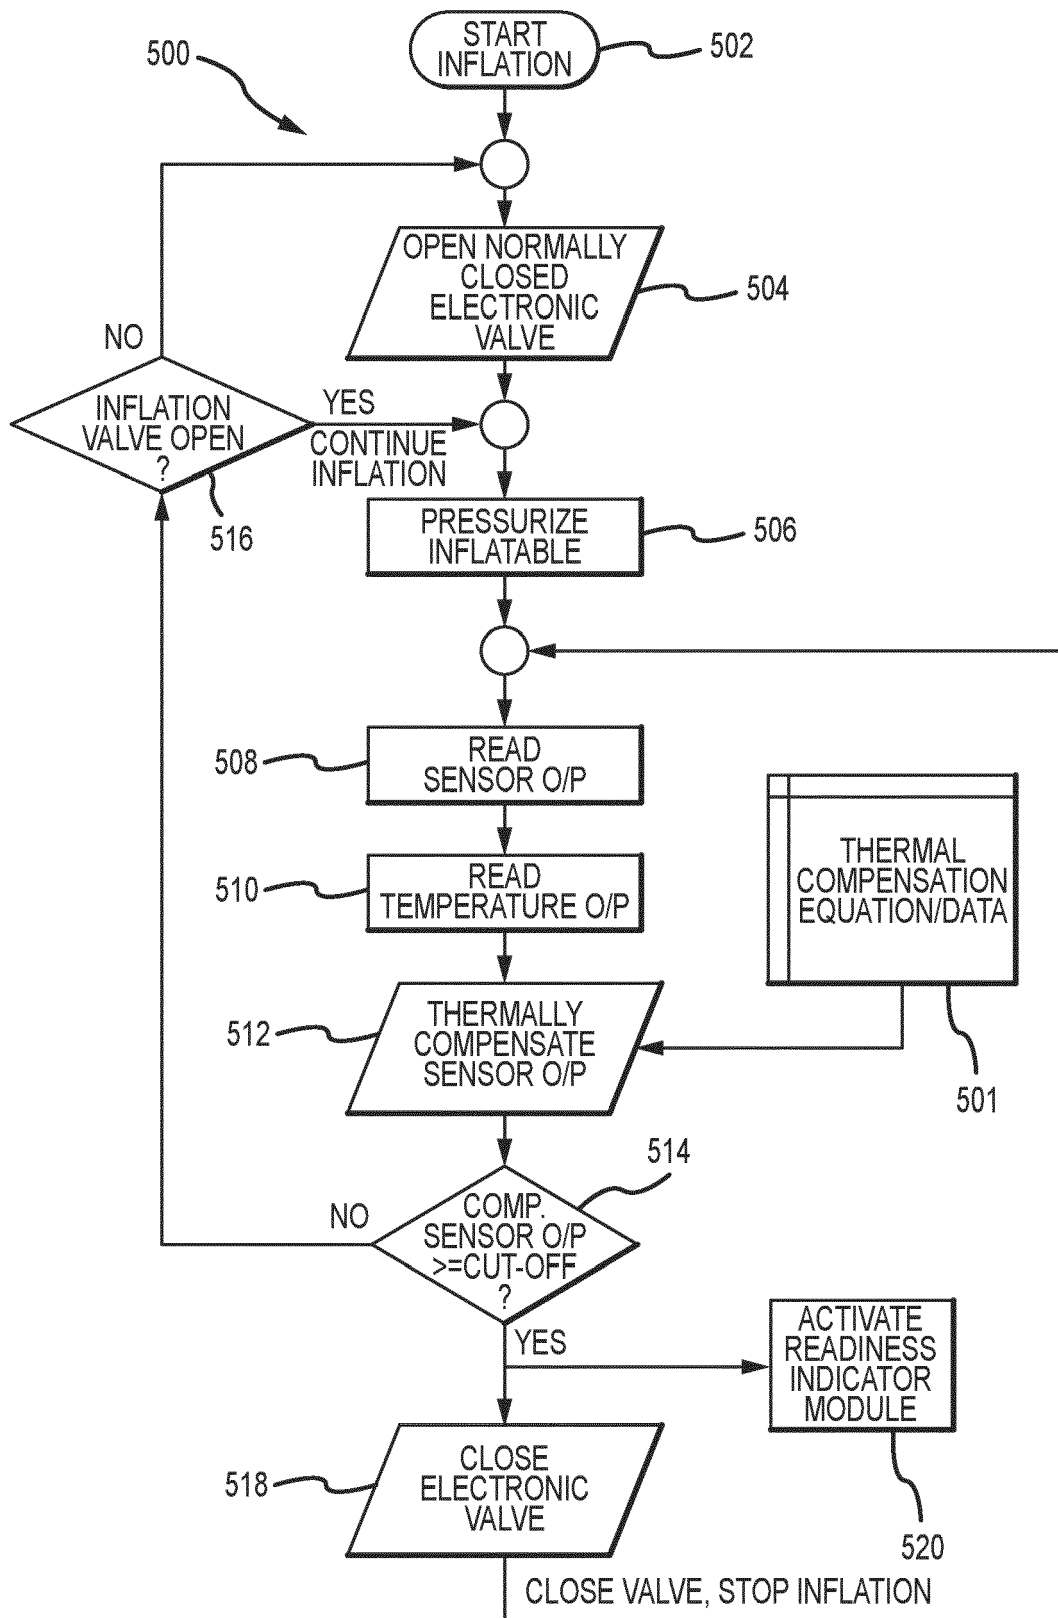 START
INFLATION
502
500
OPEN NORMALLY
CLOSED
ELECTRONIC
VALVE
504
NO
INFLATION
VALVE OPEN
?
516
YES
CONTINUE
INFLATION
PRESSURIZE
INFLATABLE
506
READ
SENSOR O/P
508
READ
TEMPERATURE O/P
510
THERMAL
COMPENSATION
EQUATION/DATA
501
THERMALLY
COMPENSATE
SENSOR O/P
512
COMP.
SENSOR O/P
>=CUT-OFF
?
514
NO
YES
ACTIVATE
READINESS
INDICATOR
MODULE
520
CLOSE
ELECTRONIC
VALVE
518
CLOSE VALVE, STOP INFLATION